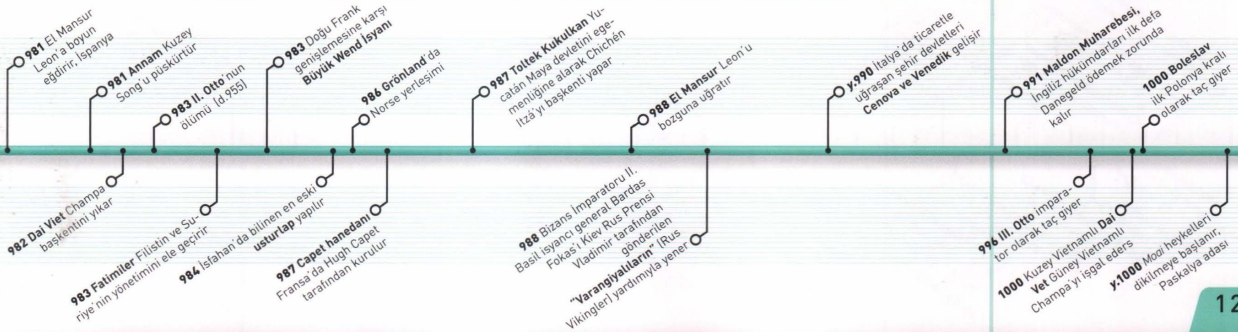 981 El Mansur
Leon'a boyun
eğdirir, İspanya
981 Annam Kuzey
Song'u püskürtür
983 II. Otto'nun
ölümü (d.955)
983 Doğu Frank
genişlemesine karşı
Büyük Wend İsyanı
986 Grönland'da
Norse yerleşimi
987 Toltek Kukulkan Yu-
catán Maya devletini ege-
menliğine alarak Chichén
Itzá'yı başkenti yapar
988 El Mansur Leon'u
bozguna uğratır
y.990 İtalya'da ticaretle
uğraşan şehir devletleri
Cenova ve Venedik gelişir
991 Maldon Muharebesi,
İngiliz hükümdarları ilk defa
Danegeld ödemek zorunda
kalır
1000 Boleslav
ilk Polonya kralı
olarak taç giyer
982 Dai Viet Champa
başkentini yıkar
983 Fatimiler Filistin ve Su-
riye'nin yönetimini ele geçirir
984 İsfahan'da bilinen en eski
usturlap yapılır
987 Capet hanedanı
Fransa'da Hugh Capet
tarafından kurulur
988 Bizans İmparatoru II.
Basil isyancı general Bardas
Fokas'ı Kiev Rus Prensi
Vladimir tarafından
gönderilen
"Varangiyalıların" (Rus
Vikingler) yardımıyla yener
996 III. Otto impara-
tor olarak taç giyer
1000 Kuzey Vietnamlı Dai
Vet Güney Vietnamlı
Champa'yı işgal eders
y.1000 Moai heykelleri
dikilmeye başlanır,
Paskalya adası
12